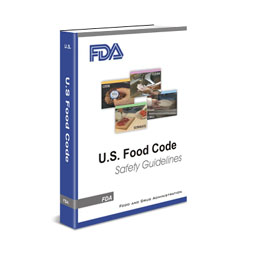 FDA
U.S. Food Code
Safety Guidelines
FOOD AND DRUG ADMINISTRATION
U.S.
U.S. Food Code
FDA